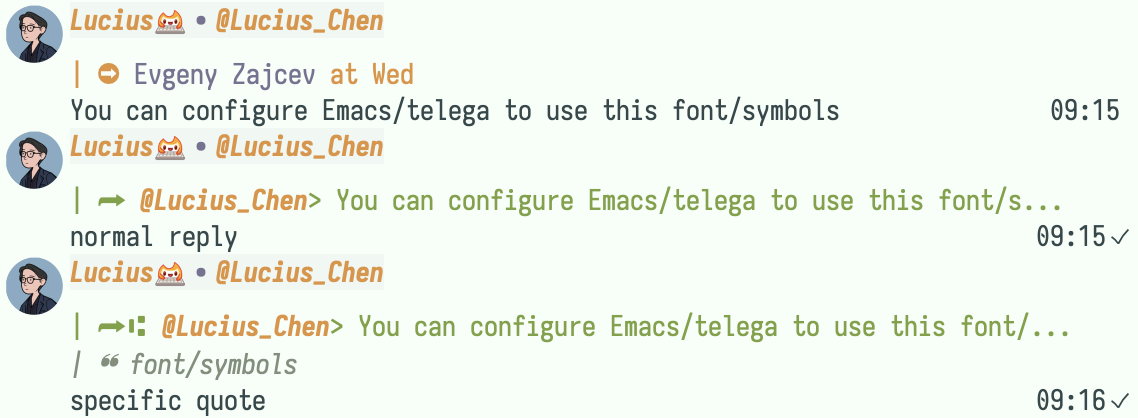 Lucius • @Lucius_Chen
| ➡ Evgeny Zajcev at Wed
You can configure Emacs/telega to use this font/symbols 09:15
Lucius • @Lucius_Chen
| ➦ @Lucius_Chen> You can configure Emacs/telega to use this font/s...
normal reply 09:15✓
Lucius • @Lucius_Chen
| ➦ @Lucius_Chen> You can configure Emacs/telega to use this font/...
| ❝ font/symbols
specific quote 09:16✓